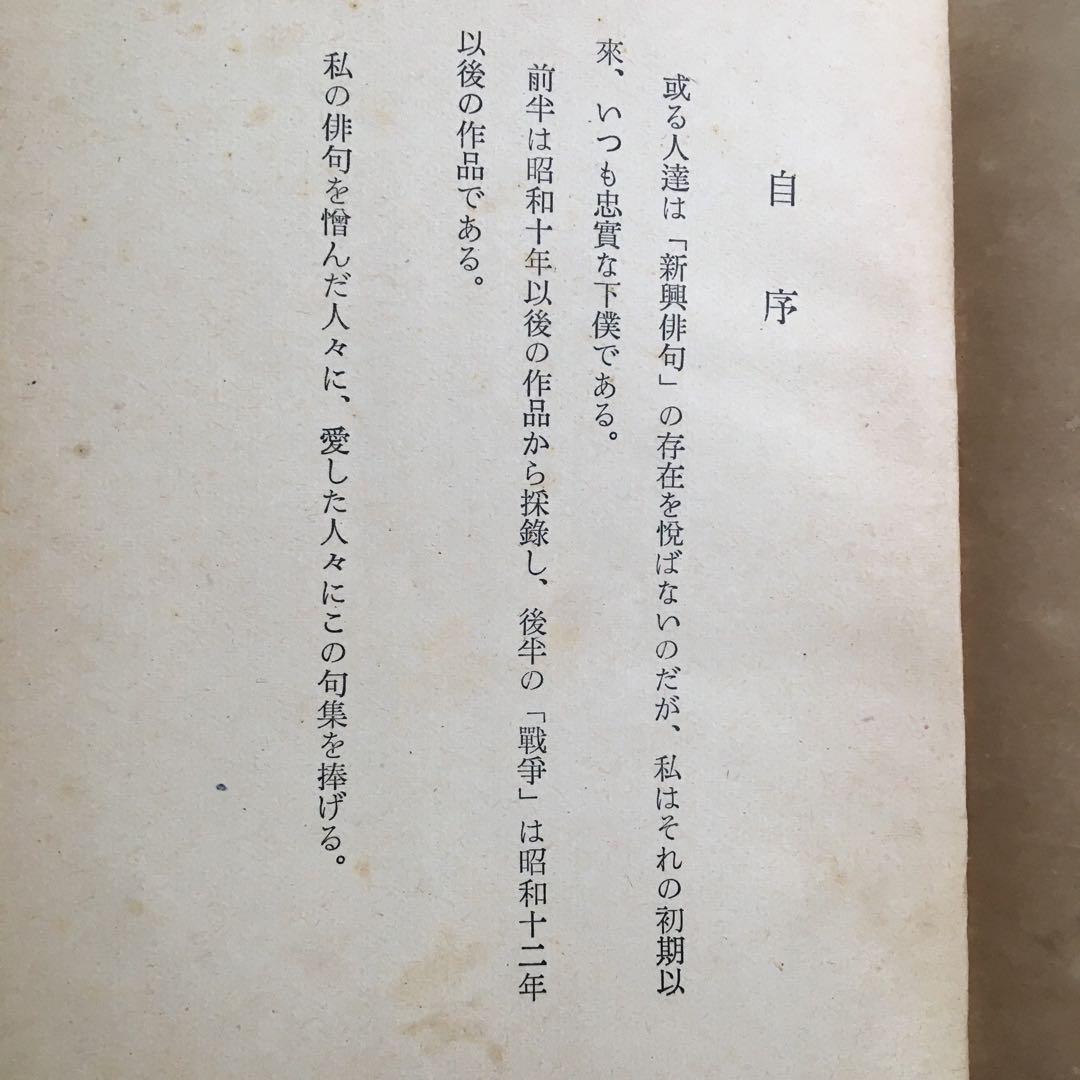 自序
或る人達は「新興俳句」の存在を悦ばないのだが、私はそれの初期以
來、いつも忠實な下僕である。
前半は昭和十年以後の作品から採錄し、後半の「戰爭」は昭和十二年
以後の作品である。
私の俳句を憎んだ人々に、愛した人々にこの句集を捧げる。